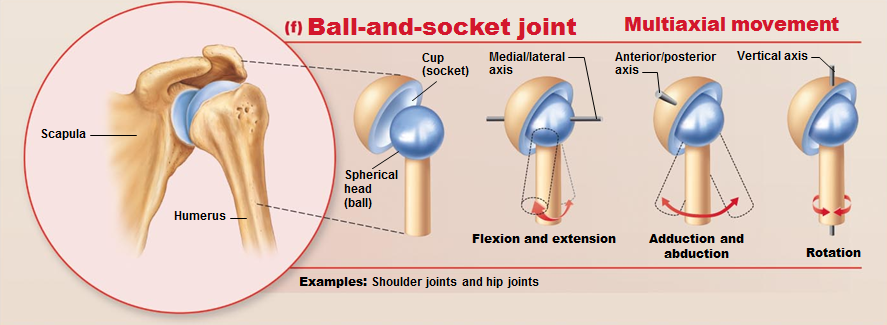 (f) Ball-and-socket joint
Multiaxial movement
Scapula
Humerus
Cup
(socket)
Spherical
head
(ball)
Medial/lateral
axis
Flexion and extension
Anterior/posterior
axis
Adduction and
abduction
Vertical axis
Rotation
Examples: Shoulder joints and hip joints